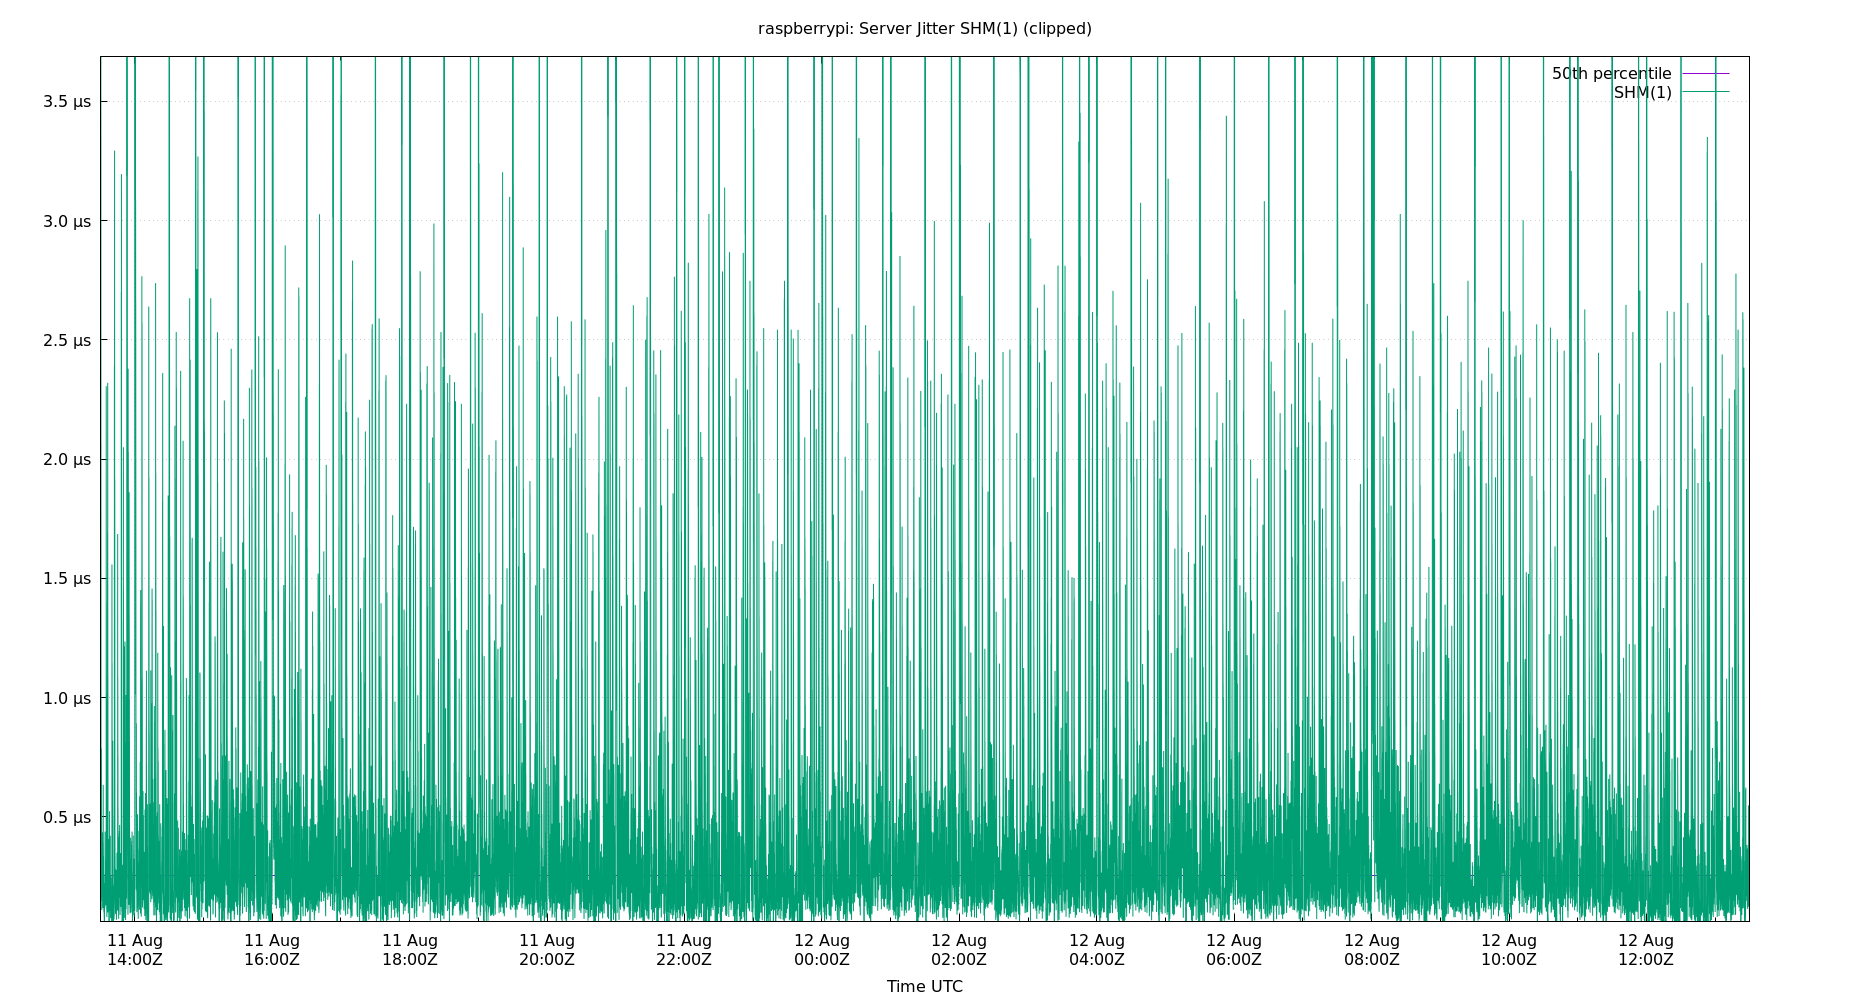 raspberrypi: Server Jitter SHM(1) (clipped)
50th percentile
SHM(1)
3.5 µs
3.0 µs
2.5 µs
2.0 µs
1.5 µs
1.0 µs
0.5 µs
11 Aug 11 Aug 11 Aug 11 Aug 11 Aug 12 Aug 12 Aug 12 Aug 12 Aug 12 Aug 12 Aug 12 Aug
14:00Z 16:00Z 18:00Z 20:00Z 22:00Z 00:00Z 02:00Z 04:00Z 06:00Z 08:00Z 10:00Z 12:00Z
Time UTC